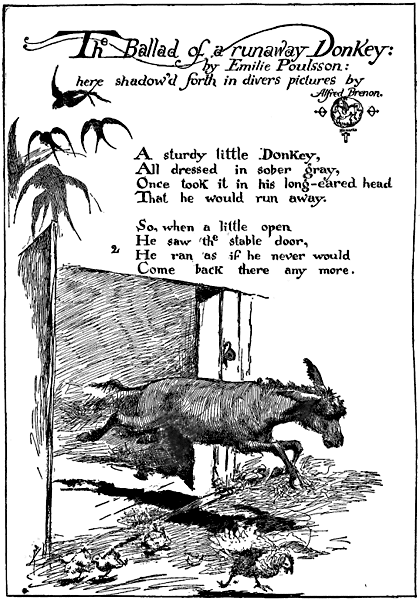 The Ballad of a runaway Donkey:
by Emilie Poulsson:
here shadow'd forth in divers pictures by
Alfred Brenon.
A sturdy little Donkey,
All dressed in sober gray,
Once took it in his long-eared head
That he would run away.
So, when a little open
He saw the stable door,
2
He ran as if he never would
Come back there any more.